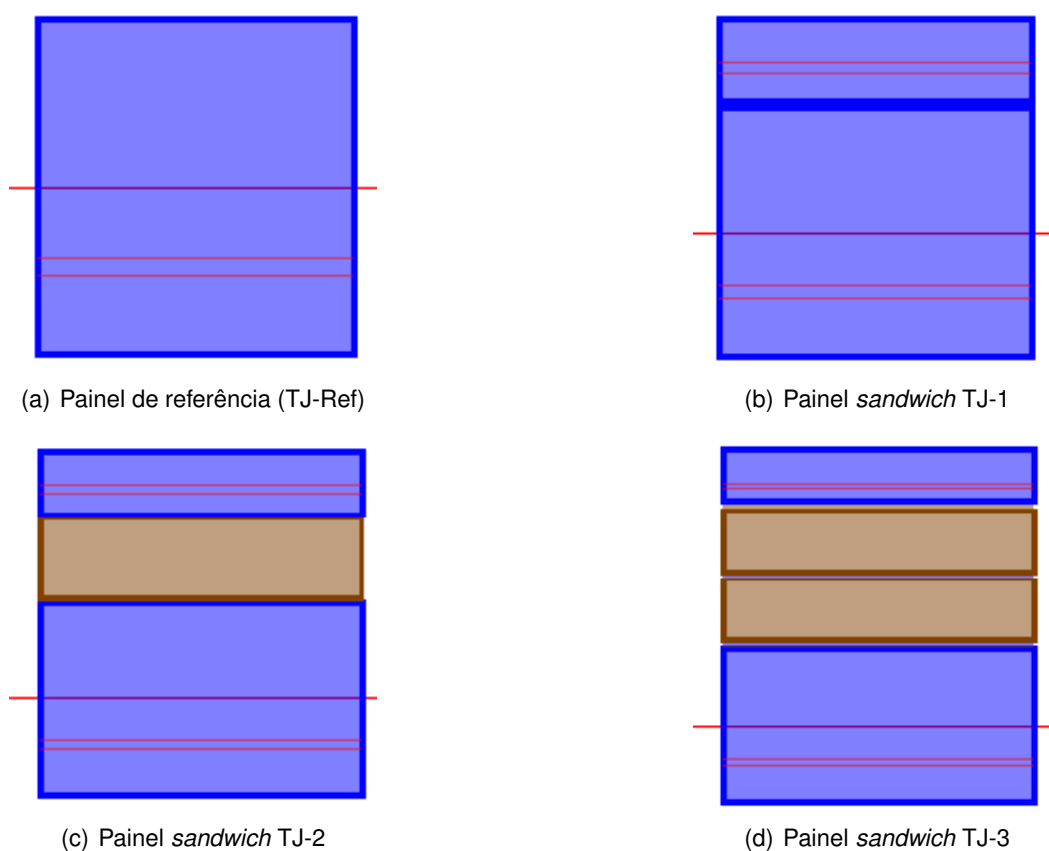 (a) Painel de referência (TJ-Ref)
(b) Painel sandwich TJ-1
(c) Painel sandwich TJ-2
(d) Painel sandwich TJ-3